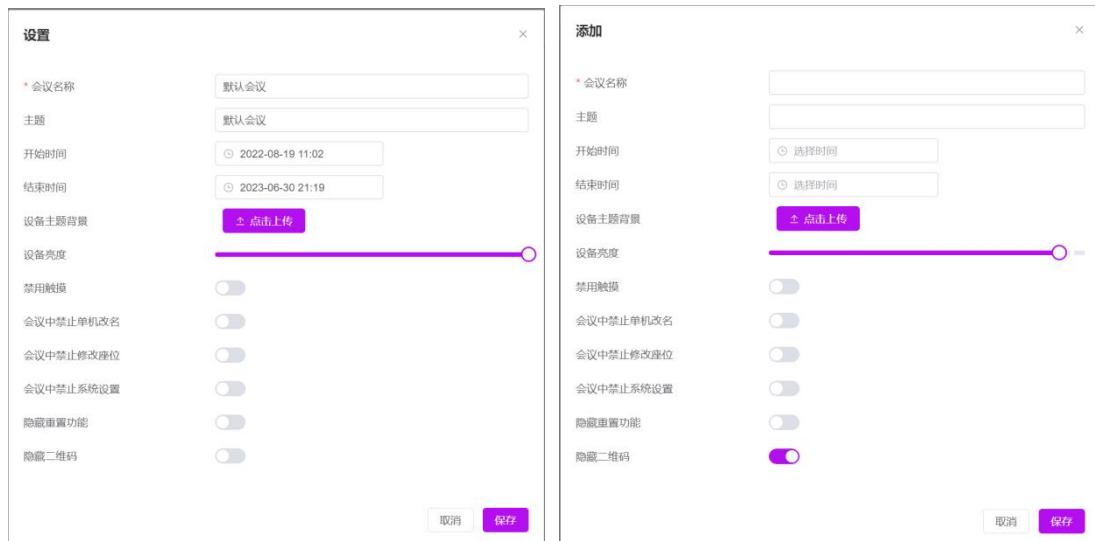 设置
* 会议名称
默认会议
主题
默认会议
开始时间
2022-08-19 11:02
结束时间
2023-06-30 21:19
设备主题背景
点击上传
设备亮度
禁用触摸
会议中禁止单机改名
会议中禁止修改座位
会议中禁止系统设置
隐藏重置功能
隐藏二维码
取消
保存
添加
* 会议名称
主题
开始时间
选择时间
结束时间
选择时间
设备主题背景
点击上传
设备亮度
禁用触摸
会议中禁止单机改名
会议中禁止修改座位
会议中禁止系统设置
隐藏重置功能
隐藏二维码
取消
保存